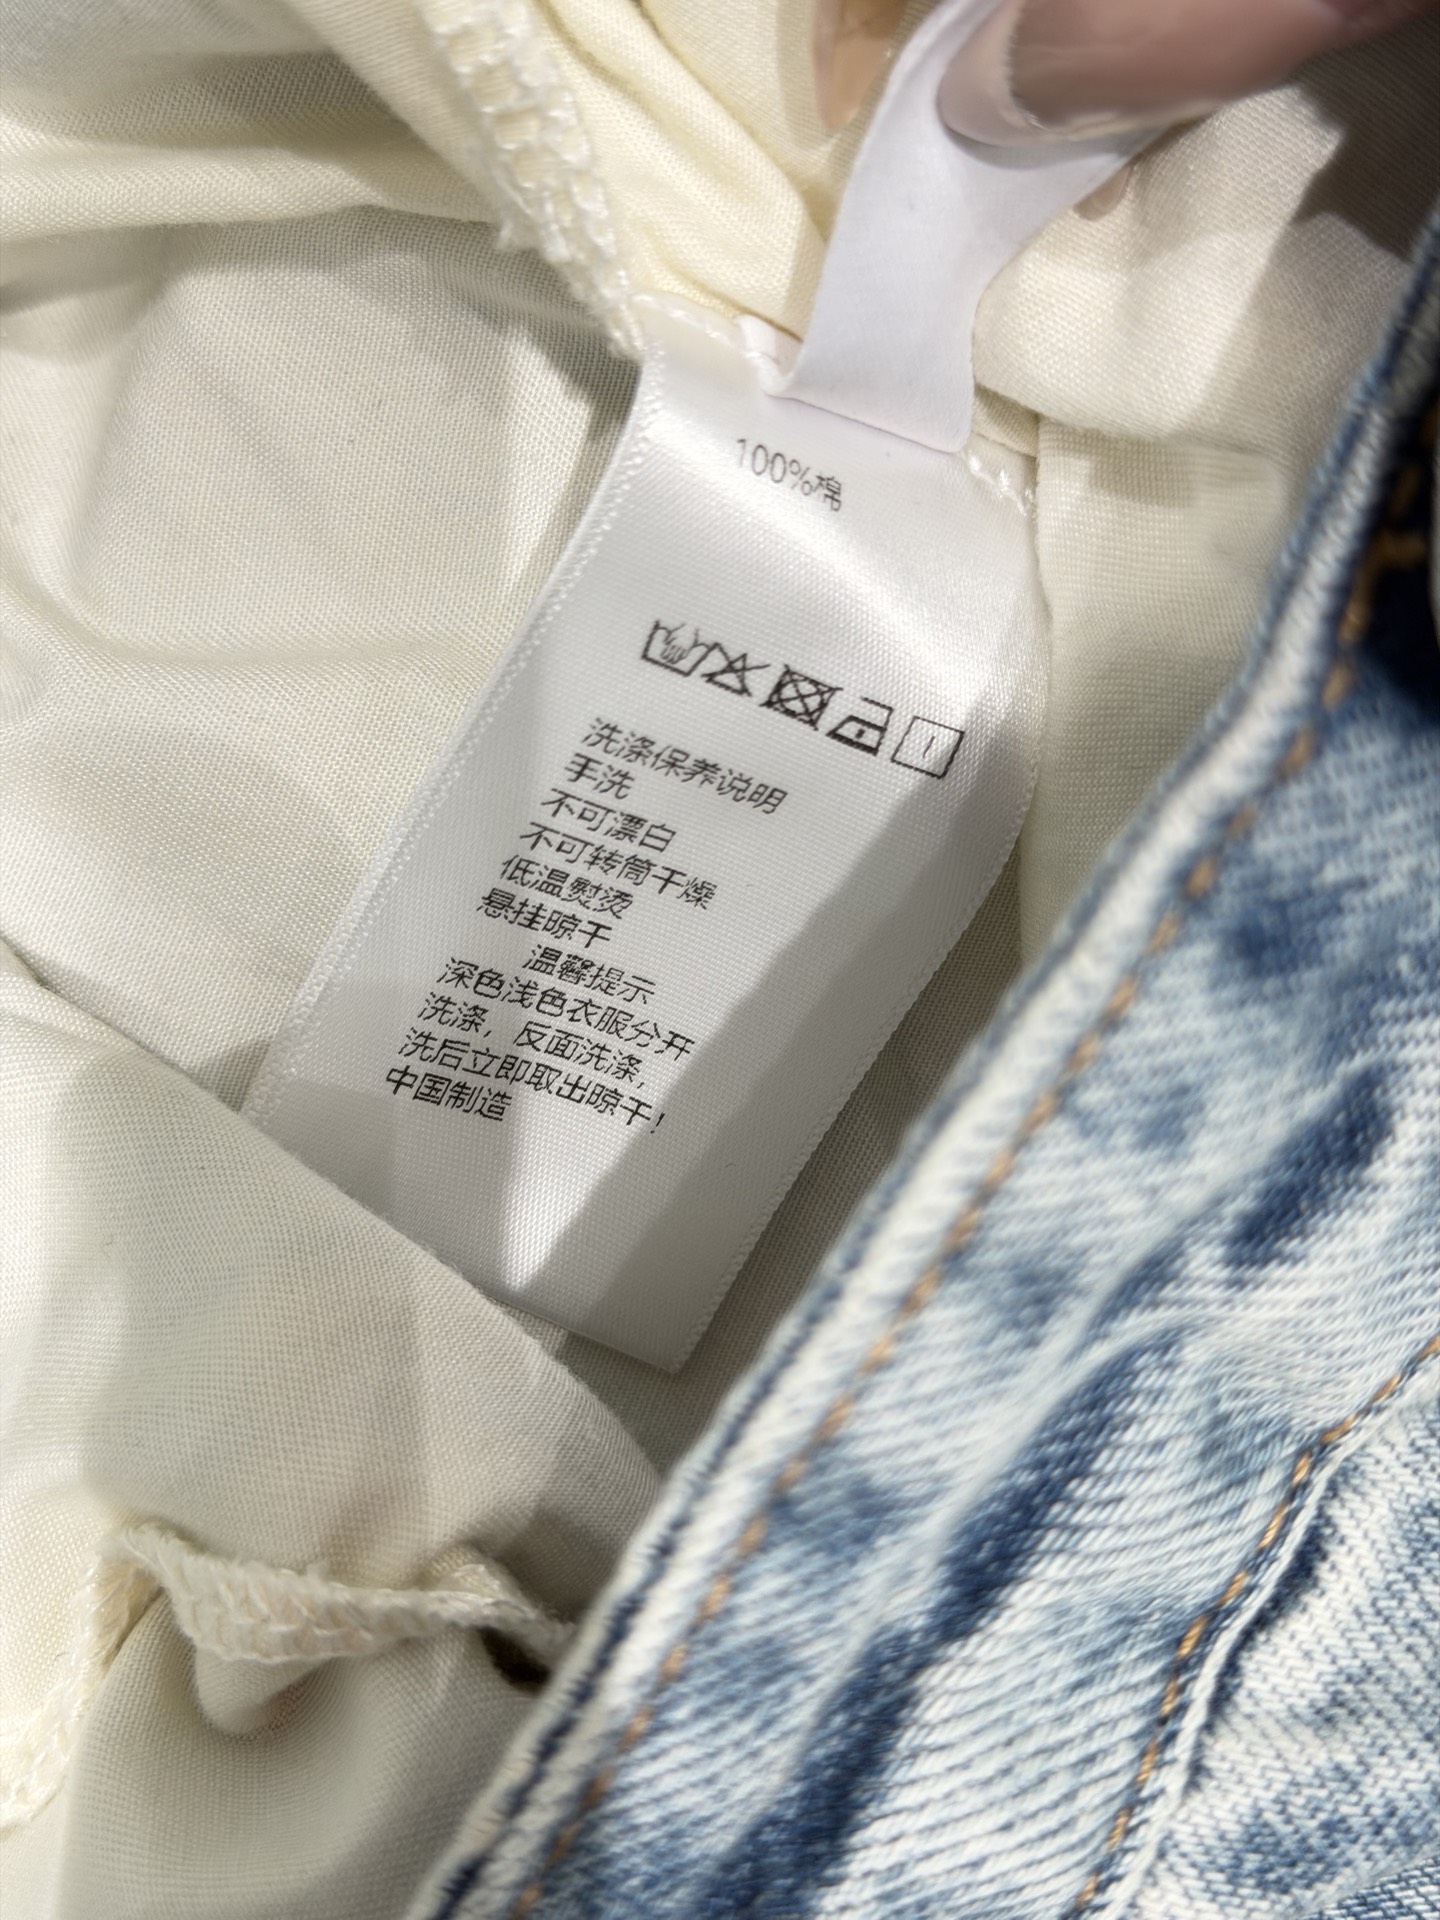 100%棉
洗涤保养说明
手洗
不可漂白
不可转筒干燥
低温熨烫
悬挂晾干
温馨提示
深色浅色衣服分开
洗涤，反面洗涤，
洗后立即取出晾干！
中国制造